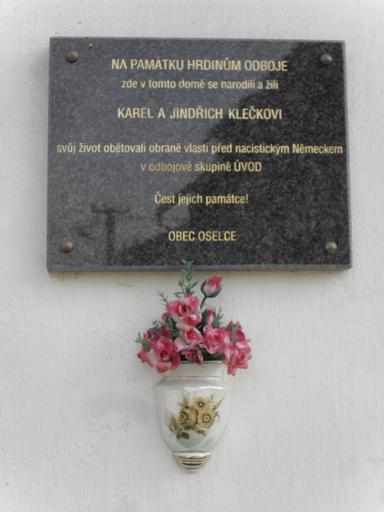 NA PAMÁTKU HRDINŮM ODBOJE
zde v tomto domě se narodili a žili
KAREL A JINDŘICH KLEČKOVI
svůj život obětovali obraně vlasti před nacistickým Německem
v odbojové skupině ÚVOD
Čest jejich památce!
OBEC OSELCE